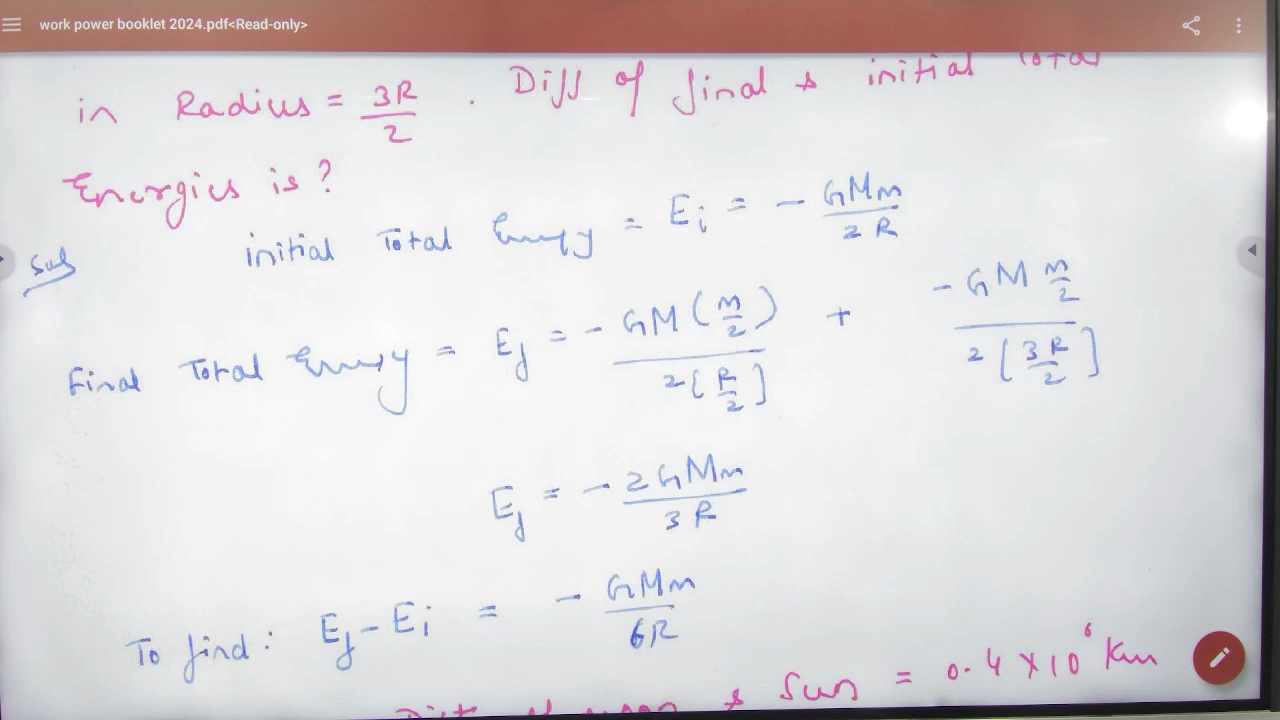 work power booklet 2024.pdf<Read-only>
in Radius = 3R/2 . Diff of final & initial Total
Energies is?
Sol initial Total Energy = Ei = - GMm/2R
Final Total Energy = Ef = - GM(m/2)/2[R/2] + - GM m/2 / 2[3R/2]
Ef = - 2GMm/3R
To find: Ef - Ei = - GMm/6R
Sun = 0.4 × 10^6 Km